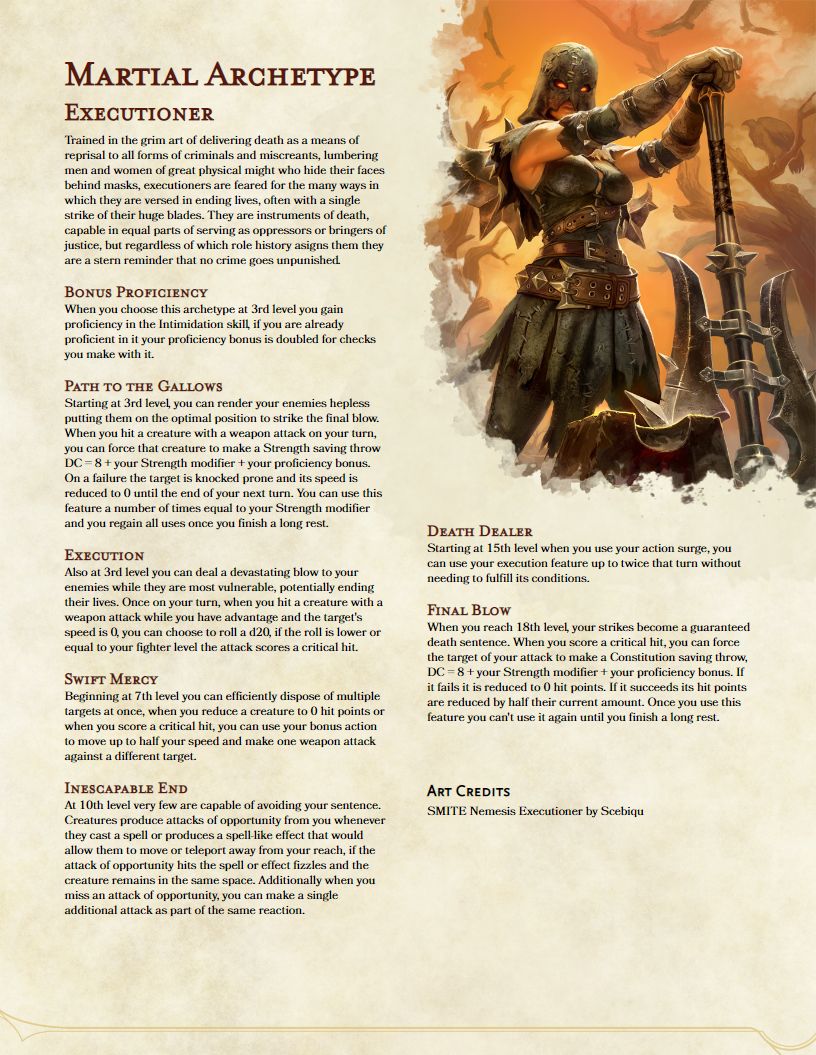 Martial Archetype
Executioner
Trained in the grim art of delivering death as a means of
reprisal to all forms of criminals and miscreants, lumbering
men and women of great physical might who hide their faces
behind masks, executioners are feared for the many ways in
which they are versed in ending lives, often with a single
strike of their huge blades. They are instruments of death,
capable in equal parts of serving as oppressors or bringers of
justice, but regardless of which role history asigns them they
are a stern reminder that no crime goes unpunished.
Bonus Proficiency
When you choose this archetype at 3rd level you gain
proficiency in the Intimidation skill, if you are already
proficient in it your proficiency bonus is doubled for checks
you make with it.
Path to the Gallows
Starting at 3rd level, you can render your enemies hepless
putting them on the optimal position to strike the final blow.
When you hit a creature with a weapon attack on your turn,
you can force that creature to make a Strength saving throw
DC = 8 + your Strength modifier + your proficiency bonus.
On a failure the target is knocked prone and its speed is
reduced to 0 until the end of your next turn. You can use this
feature a number of times equal to your Strength modifier
and you regain all uses once you finish a long rest.
Execution
Also at 3rd level you can deal a devastating blow to your
enemies while they are most vulnerable, potentially ending
their lives. Once on your turn, when you hit a creature with a
weapon attack while you have advantage and the target's
speed is 0, you can choose to roll a d20, if the roll is lower or
equal to your fighter level the attack scores a critical hit.
Swift Mercy
Beginning at 7th level you can efficiently dispose of multiple
targets at once, when you reduce a creature to 0 hit points or
when you score a critical hit, you can use your bonus action
to move up to half your speed and make one weapon attack
against a different target.
Inescapable End
At 10th level very few are capable of avoiding your sentence.
Creatures produce attacks of opportunity from you whenever
they cast a spell or produces a spell-like effect that would
allow them to move or teleport away from your reach, if the
attack of opportunity hits the spell or effect fizzles and the
creature remains in the same space. Additionally when you
miss an attack of opportunity, you can make a single
additional attack as part of the same reaction.
Death Dealer
Starting at 15th level when you use your action surge, you
can use your execution feature up to twice that turn without
needing to fulfill its conditions.
Final Blow
When you reach 18th level, your strikes become a guaranteed
death sentence. When you score a critical hit, you can force
the target of your attack to make a Constitution saving throw,
DC = 8 + your Strength modifier + your proficiency bonus. If
it fails it is reduced to 0 hit points. If it succeeds its hit points
are reduced by half their current amount. Once you use this
feature you can't use it again until you finish a long rest.
Art Credits
SMITE Nemesis Executioner by Scebiqu